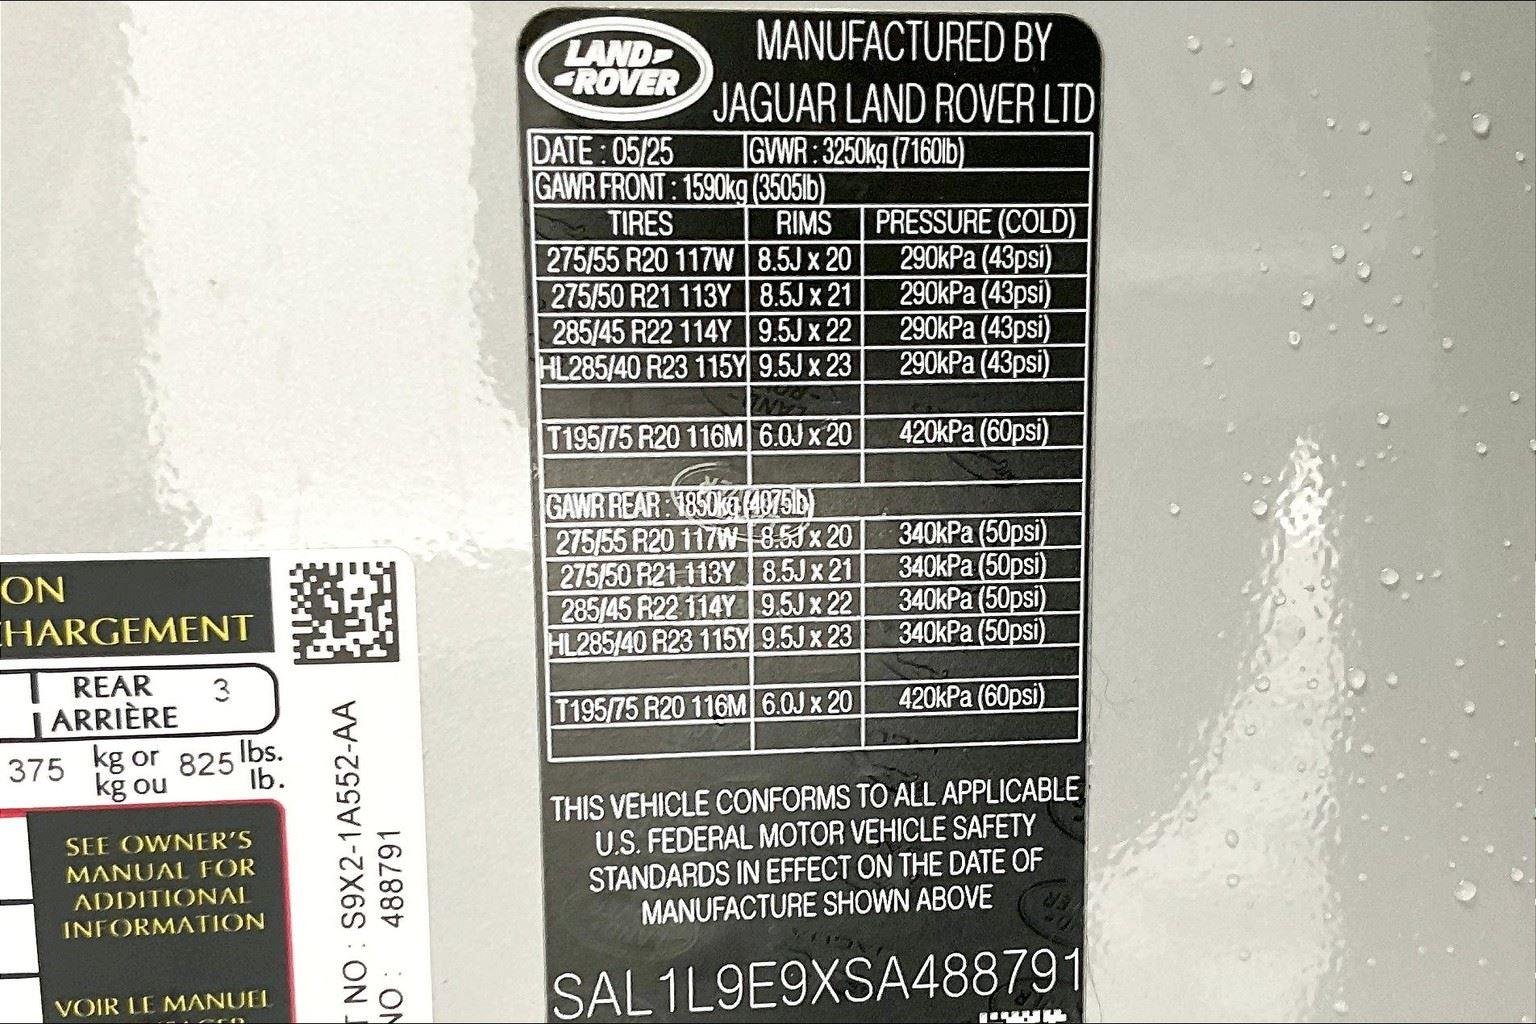 LAND
ROVER
MANUFACTURED BY
JAGUAR LAND ROVER LTD
DATE : 05/25 GVWR : 3250kg (7160lb)
GAWR FRONT : 1590kg (3505lb)
TIRES RIMS PRESSURE (COLD)
275/55 R20 117W 8.5J x 20 290kPa (43psi)
275/50 R21 113Y 8.5J x 21 290kPa (43psi)
285/45 R22 114Y 9.5J x 22 290kPa (43psi)
HL285/40 R23 115Y 9.5J x 23 290kPa (43psi)
T195/75 R20 116M 6.0J x 20 420kPa (60psi)
GAWR REAR : 1850kg (4075lb)
275/55 R20 117W 8.5J x 20 340kPa (50psi)
275/50 R21 113Y 8.5J x 21 340kPa (50psi)
285/45 R22 114Y 9.5J x 22 340kPa (50psi)
HL285/40 R23 115Y 9.5J x 23 340kPa (50psi)
T195/75 R20 116M 6.0J x 20 420kPa (60psi)
THIS VEHICLE CONFORMS TO ALL APPLICABLE
U.S. FEDERAL MOTOR VEHICLE SAFETY
STANDARDS IN EFFECT ON THE DATE OF
MANUFACTURE SHOWN ABOVE
SAL1L9E9XSA488791
ON
CHARGEMENT
REAR 3
ARRIÈRE
375 kg or 825 lbs.
kg ou lb.
SEE OWNER'S
MANUAL FOR
ADDITIONAL
INFORMATION
VOIR LE MANUEL
T NO : S9X2-1A552-AA
NO : 488791